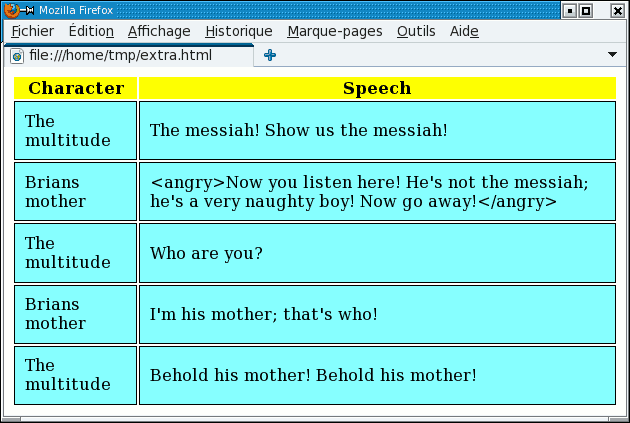 Mozilla Firefox
Fichier Édition Affichage Historique Marque-pages Outils Aide
file:///home/tmp/extra.html
Character Speech
The multitude
The messiah! Show us the messiah!
Brians mother
<angry>Now you listen here! He's not the messiah;
he's a very naughty boy! Now go away!</angry>
The multitude
Who are you?
Brians mother
I'm his mother; that's who!
The multitude
Behold his mother! Behold his mother!